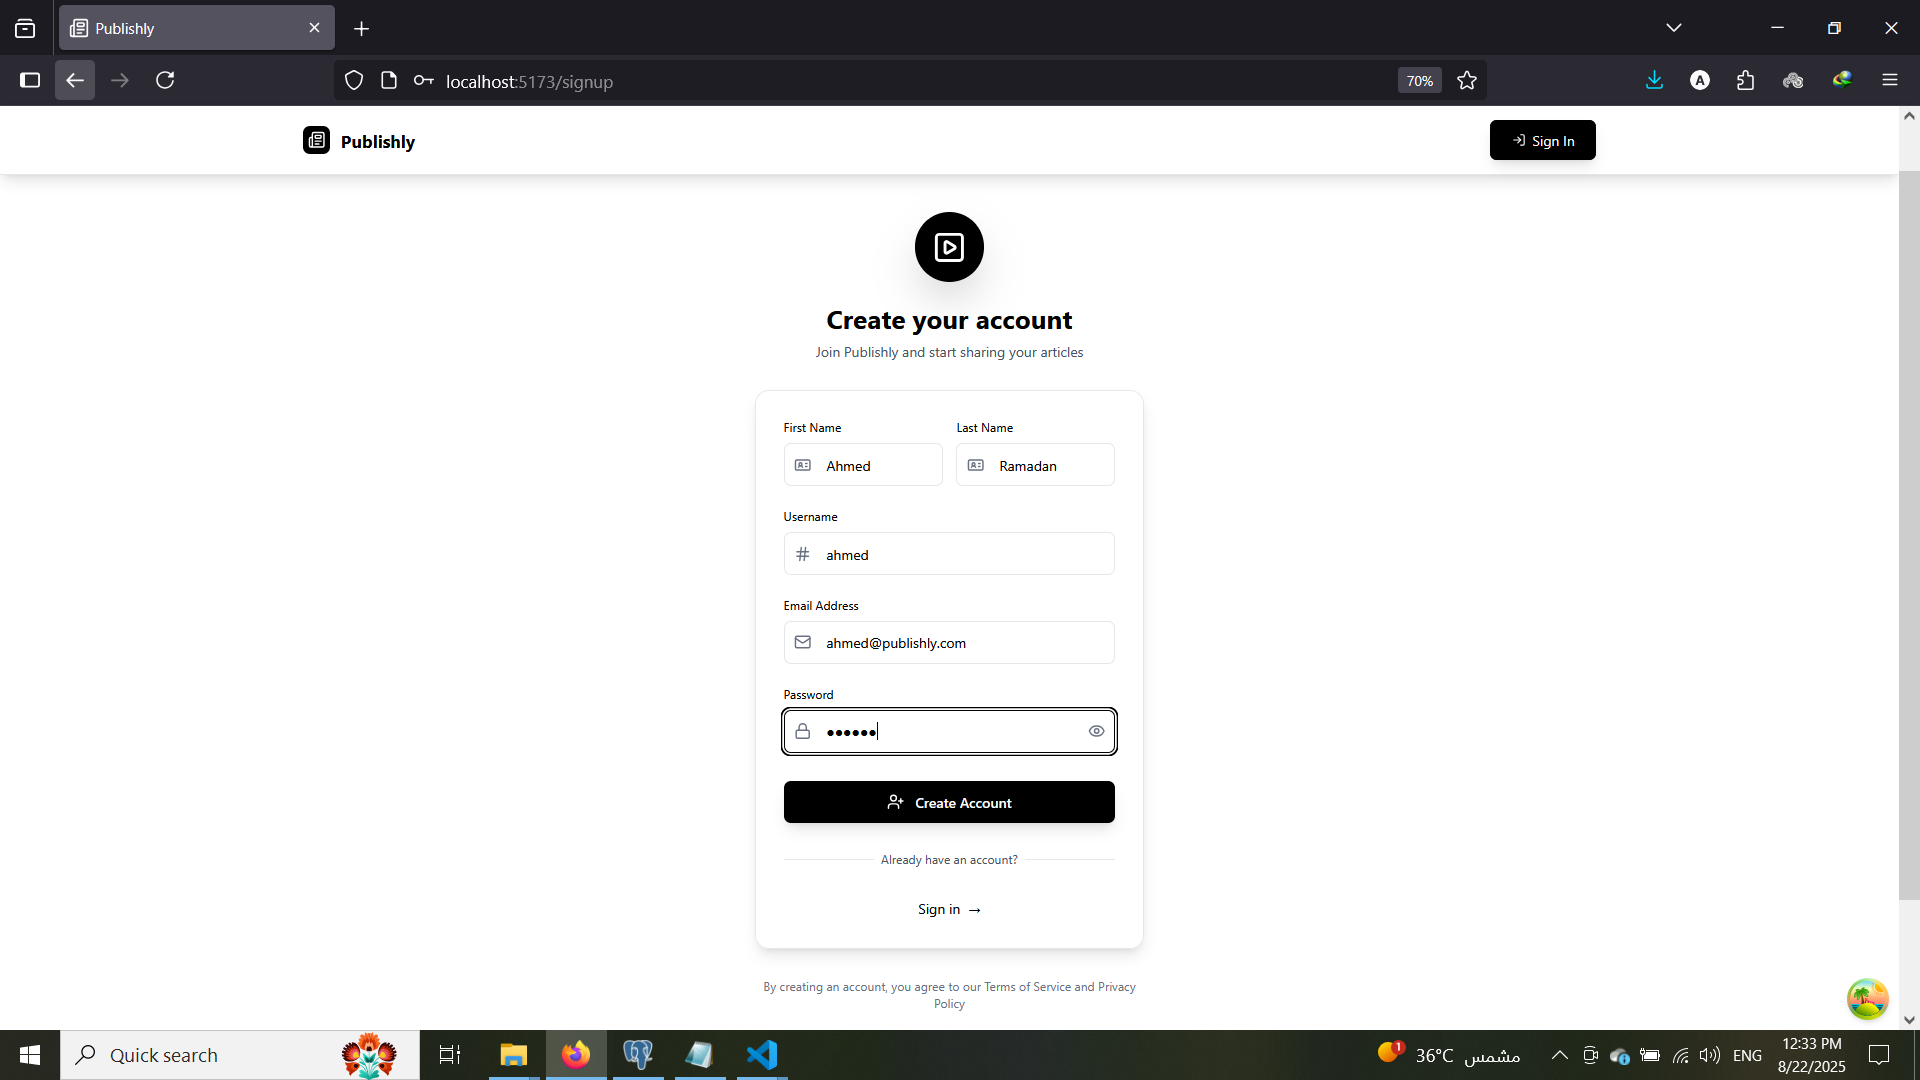 Publishly
localhost:5173/signup
70%
Publishly
Sign In
Create your account
Join Publishly and start sharing your articles
First Name
Last Name
Ahmed
Ramadan
Username
ahmed
Email Address
ahmed@publishly.com
Password
••••••
Create Account
Already have an account?
Sign in →
By creating an account, you agree to our Terms of Service and Privacy
Policy
Quick search
1
36°C مشمس
ENG
12:33 PM
8/22/2025